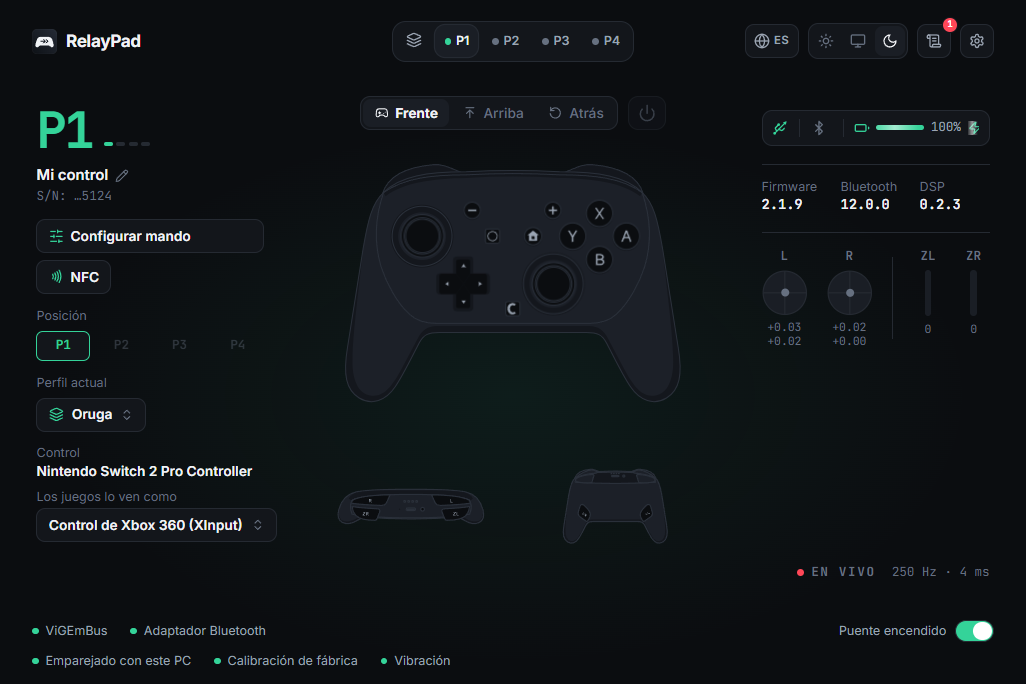 RelayPad
P1 P2 P3 P4
ES
1
Frente Arriba Atrás
P1
Mi control
S/N: …5124
Configurar mando
NFC
Posición
P1 P2 P3 P4
Perfil actual
Oruga
Control
Nintendo Switch 2 Pro Controller
Los juegos lo ven como
Control de Xbox 360 (XInput)
X
Y A
B
C
R L
ZR ZL
100%
Firmware Bluetooth DSP
2.1.9 12.0.0 0.2.3
L R ZL ZR
+0.03 +0.02 0 0
+0.02 +0.00
EN VIVO 250 Hz · 4 ms
ViGEmBus Adaptador Bluetooth
Puente encendido
Emparejado con este PC Calibración de fábrica Vibración